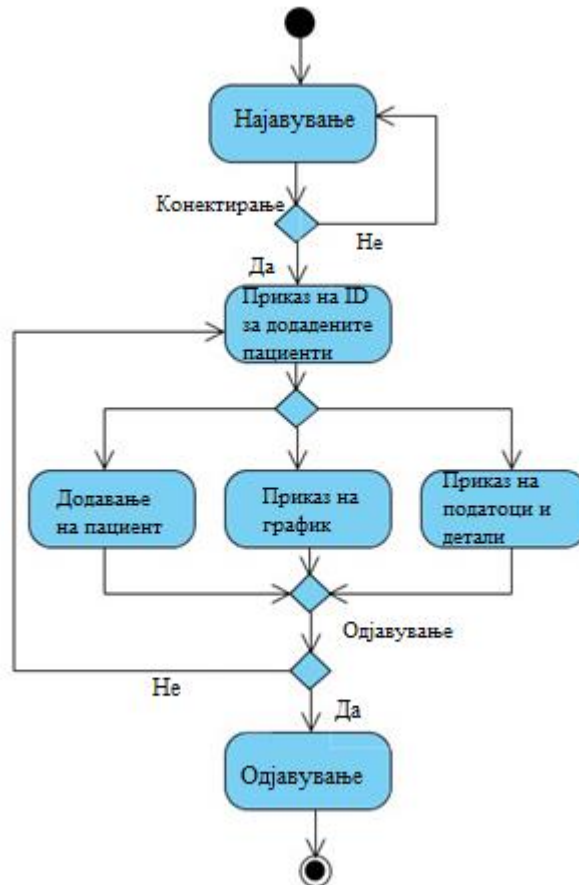 Најавување
Конектирање
Не
Да
Приказ на ID
за додадените
пациенти
Додавање
на пациент
Приказ на
график
Приказ на
податоци и
детали
Одјавување
Не
Да
Одјавување